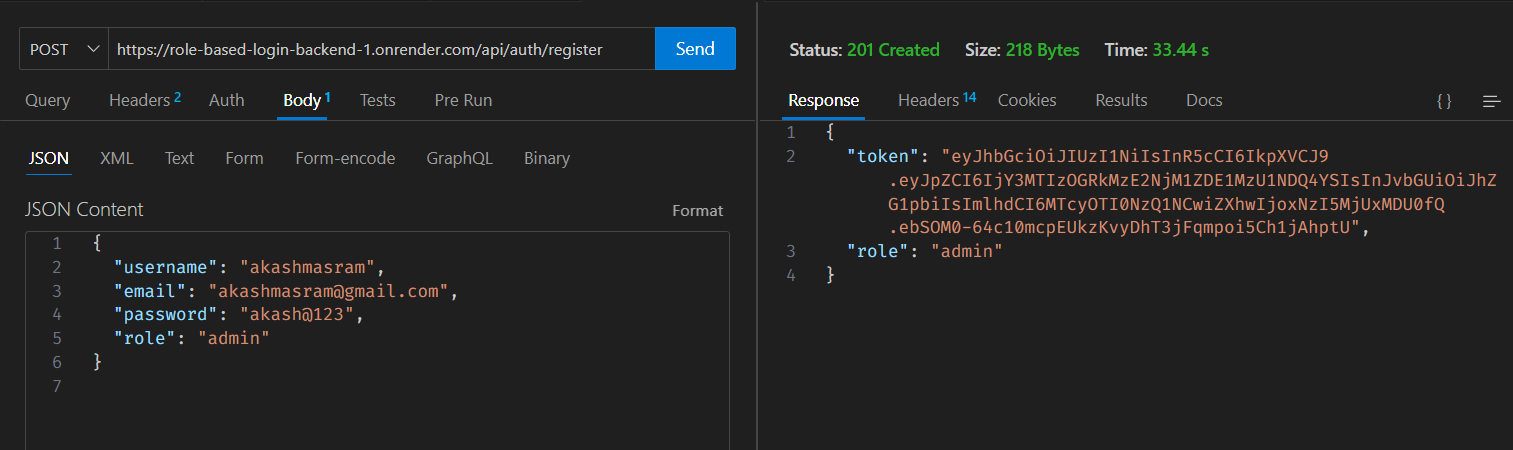 POST https://role-based-login-backend-1.onrender.com/api/auth/register Send
Query Headers 2 Auth Body 1 Tests Pre Run
JSON XML Text Form Form-encode GraphQL Binary
JSON Content Format
1 {
2 "username": "akashmasram",
3 "email": "akashmasram@gmail.com",
4 "password": "akash@123",
5 "role": "admin"
6 }
7
Status: 201 Created Size: 218 Bytes Time: 33.44 s
Response Headers 14 Cookies Results Docs {}
1 {
2 "token": "eyJhbGciOiJIUzI1NiIsInR5cCI6IkpXVCJ9
.eyJpZCI6IjY3MTIzOGRkMzE2NjM1ZDE1MzU1NDQ4YSIsInJvbGUiOiJhZ
G1pbiIsImlhdCI6MTcyOTI0NzQ1NCwiZXhwIjoxNzI5MjUxMDU0fQ
.ebSOM0-64c10mcpEUkzKvyDhT3jFqmpoi5Ch1jAhptU",
3 "role": "admin"
4 }